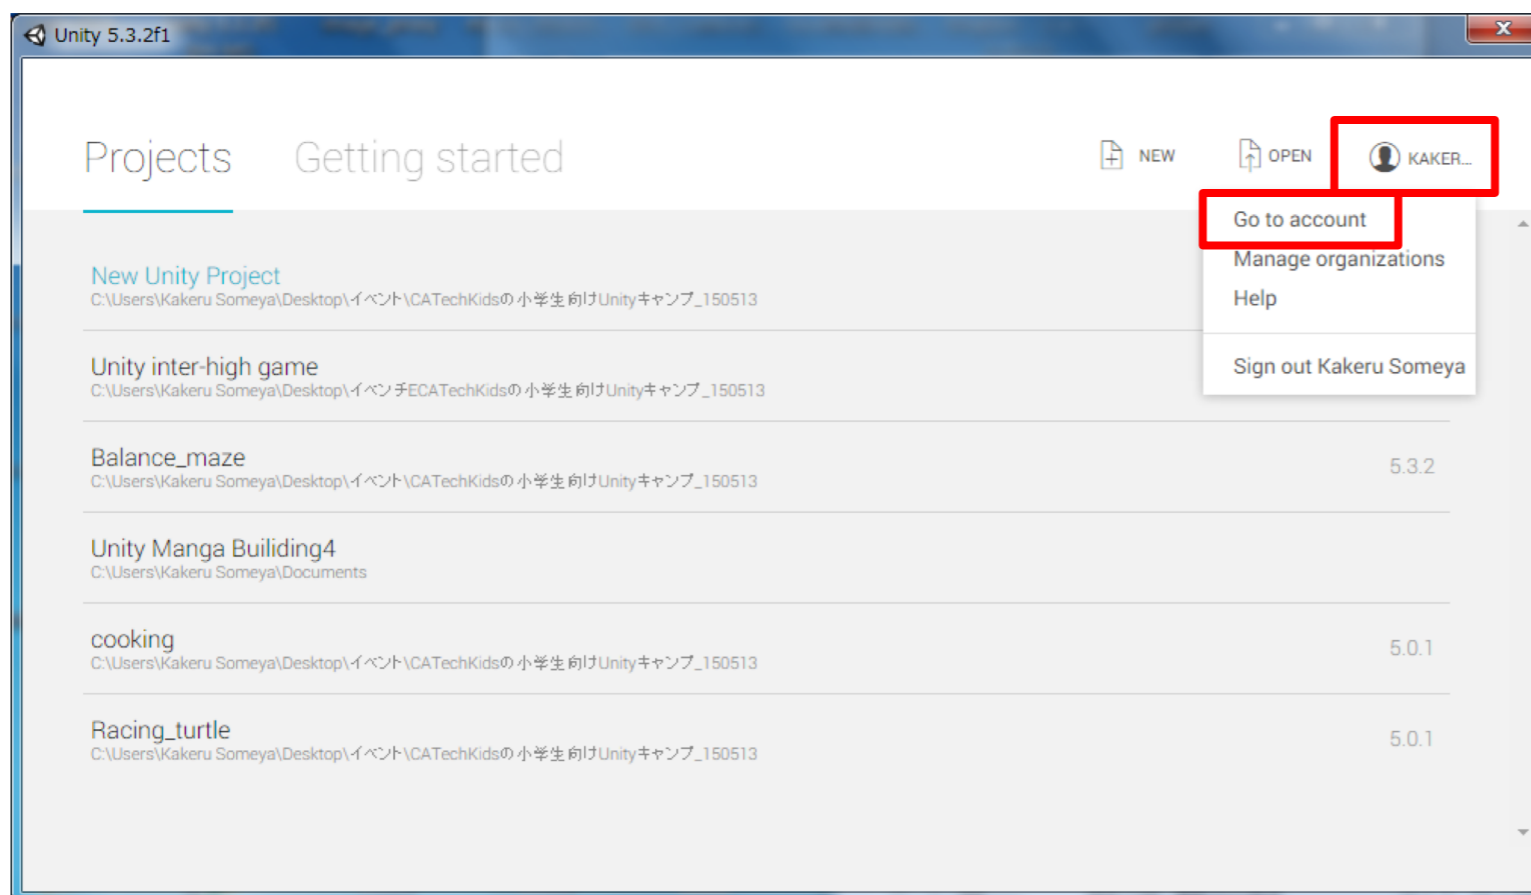 Unity 5.3.2f1
Projects
Getting started
NEW
OPEN
KAKER...
Go to account
Manage organizations
Help
Sign out Kakeru Someya
New Unity Project
C:\Users\Kakeru Someya\Desktop\イベント\CATechKidsの小学生向けUnityキャンプ_150513
Unity inter-high game
C:\Users\Kakeru Someya\Desktop\イベンチECATechKidsの小学生向けUnityキャンプ_150513
Balance_maze
5.3.2
C:\Users\Kakeru Someya\Desktop\イベント\CATechKidsの小学生向けUnityキャンプ_150513
Unity Manga Builiding4
C:\Users\Kakeru Someya\Documents
cooking
5.0.1
C:\Users\Kakeru Someya\Desktop\イベント\CATechKidsの小学生向けUnityキャンプ_150513
Racing_turtle
5.0.1
C:\Users\Kakeru Someya\Desktop\イベント\CATechKidsの小学生向けUnityキャンプ_150513